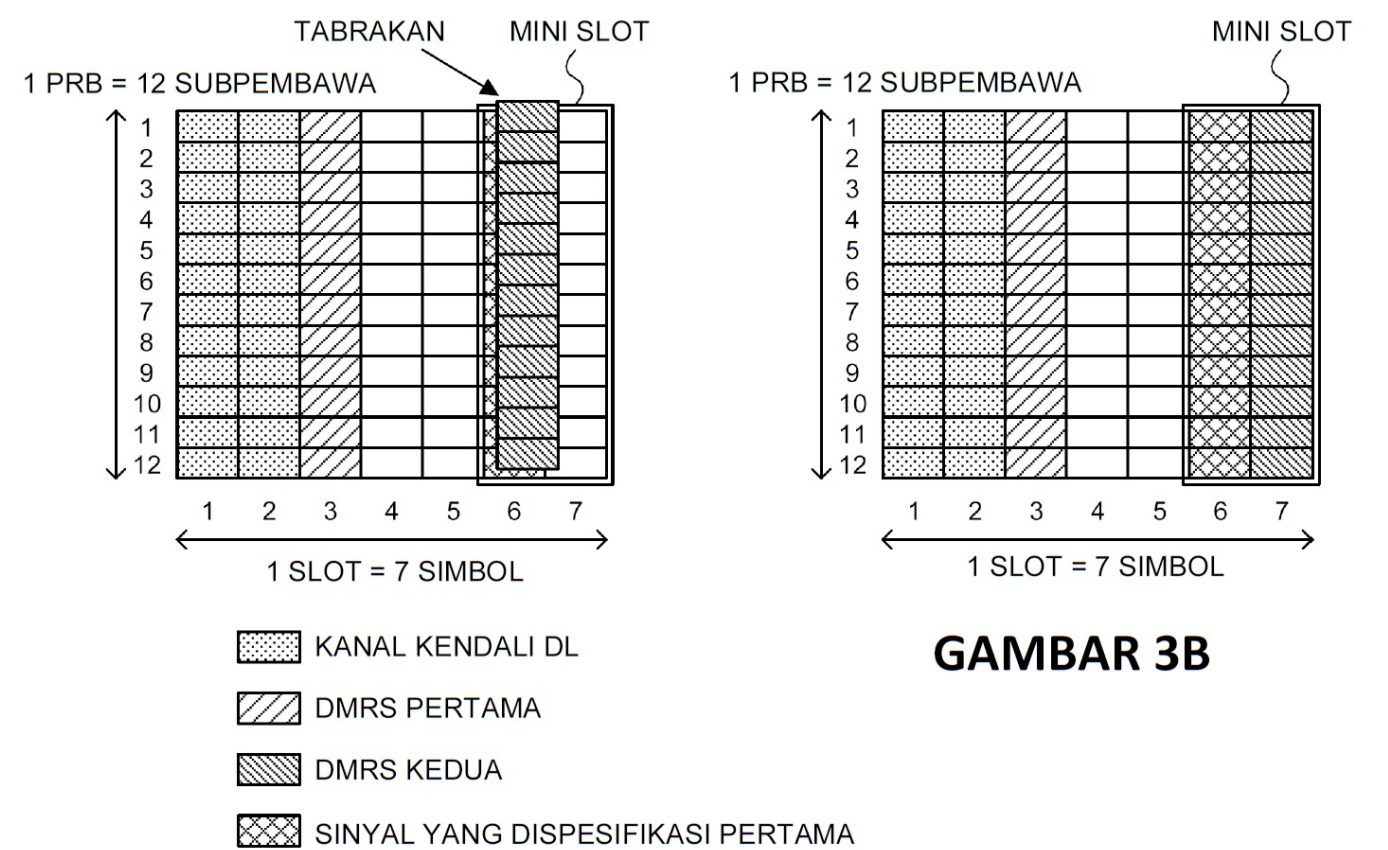 TABRAKAN MINI SLOT
1 PRB = 12 SUBPEMBAWA
1
2
3
4
5
6
7
8
9
10
11
12
1 2 3 4 5 6 7
1 SLOT = 7 SIMBOL
MINI SLOT
1 PRB = 12 SUBPEMBAWA
1
2
3
4
5
6
7
8
9
10
11
12
1 2 3 4 5 6 7
1 SLOT = 7 SIMBOL
KANAL KENDALI DL
DMRS PERTAMA
DMRS KEDUA
SINYAL YANG DISPESIFIKASI PERTAMA
GAMBAR 3B